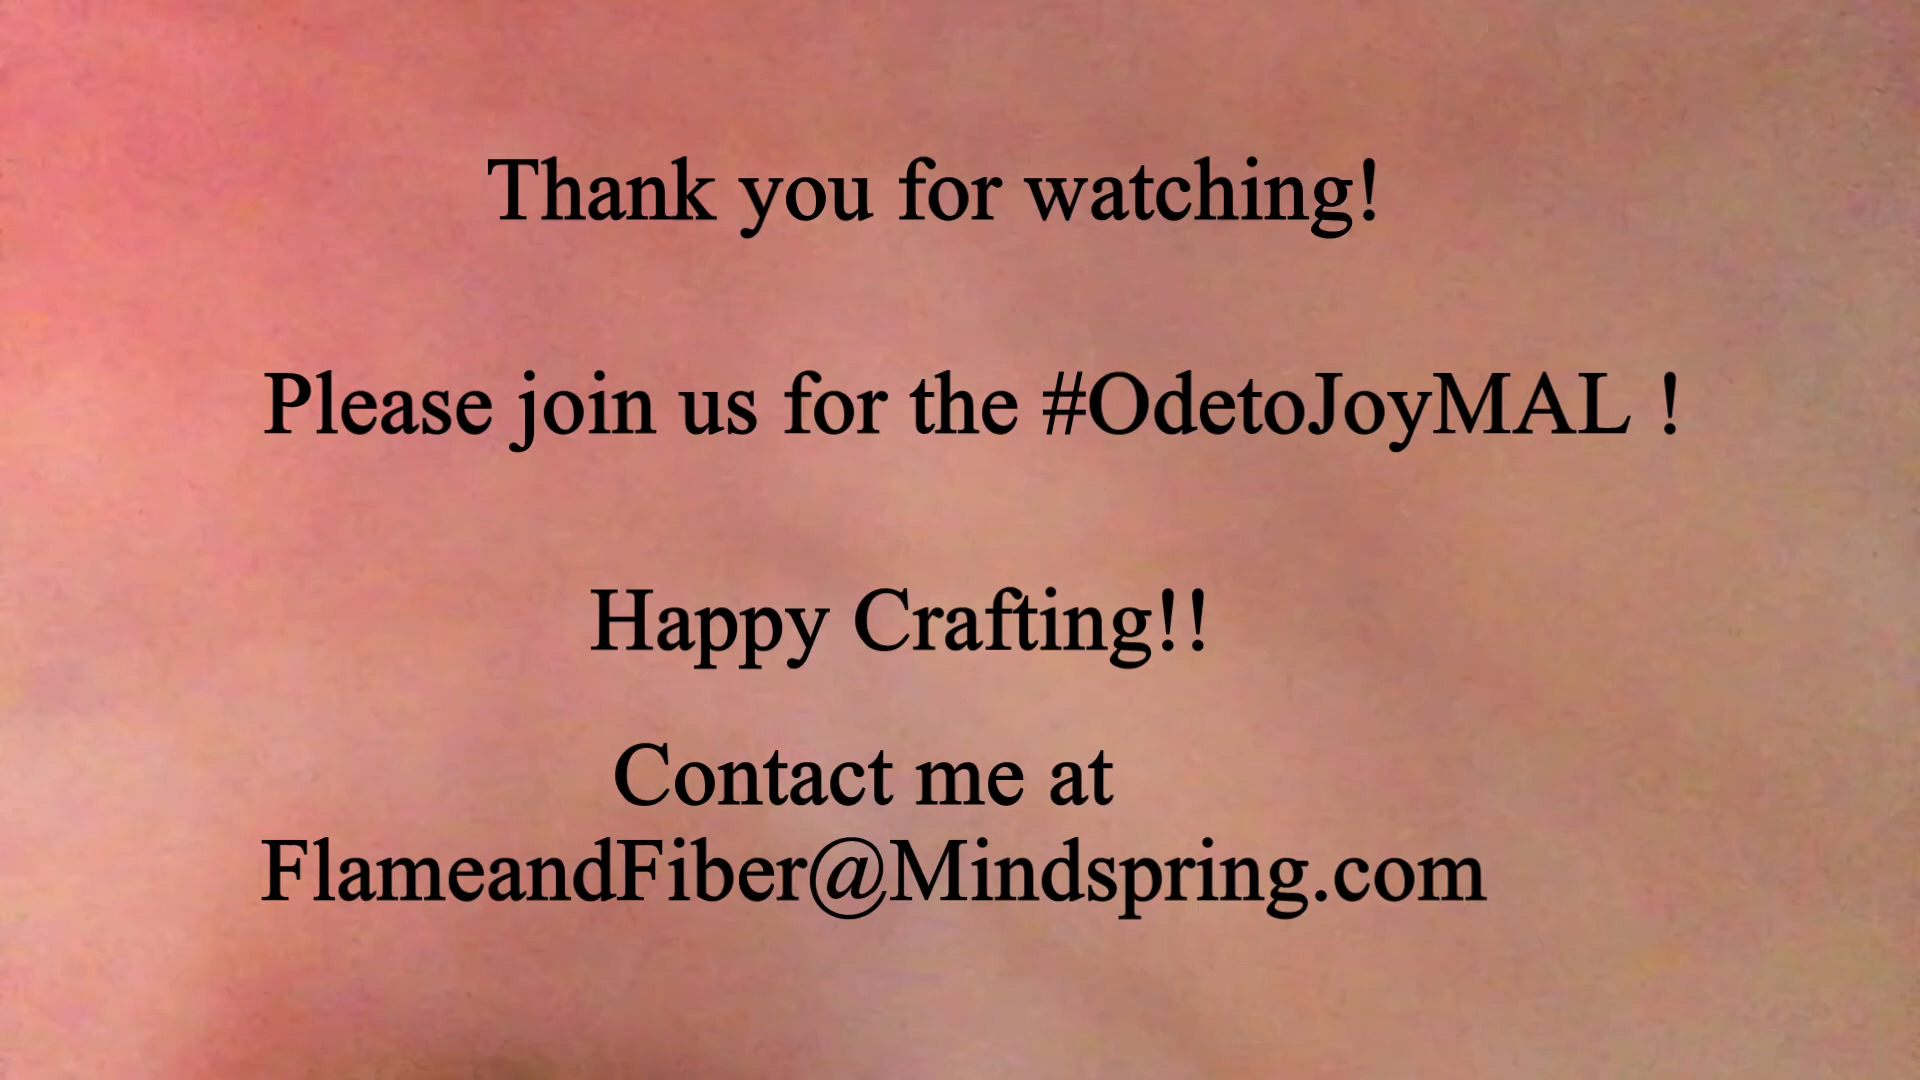 Thank you for watching!
Please join us for the #OdetoJoyMAL !
Happy Crafting!!
Contact me at
FlameandFiber@Mindspring.com